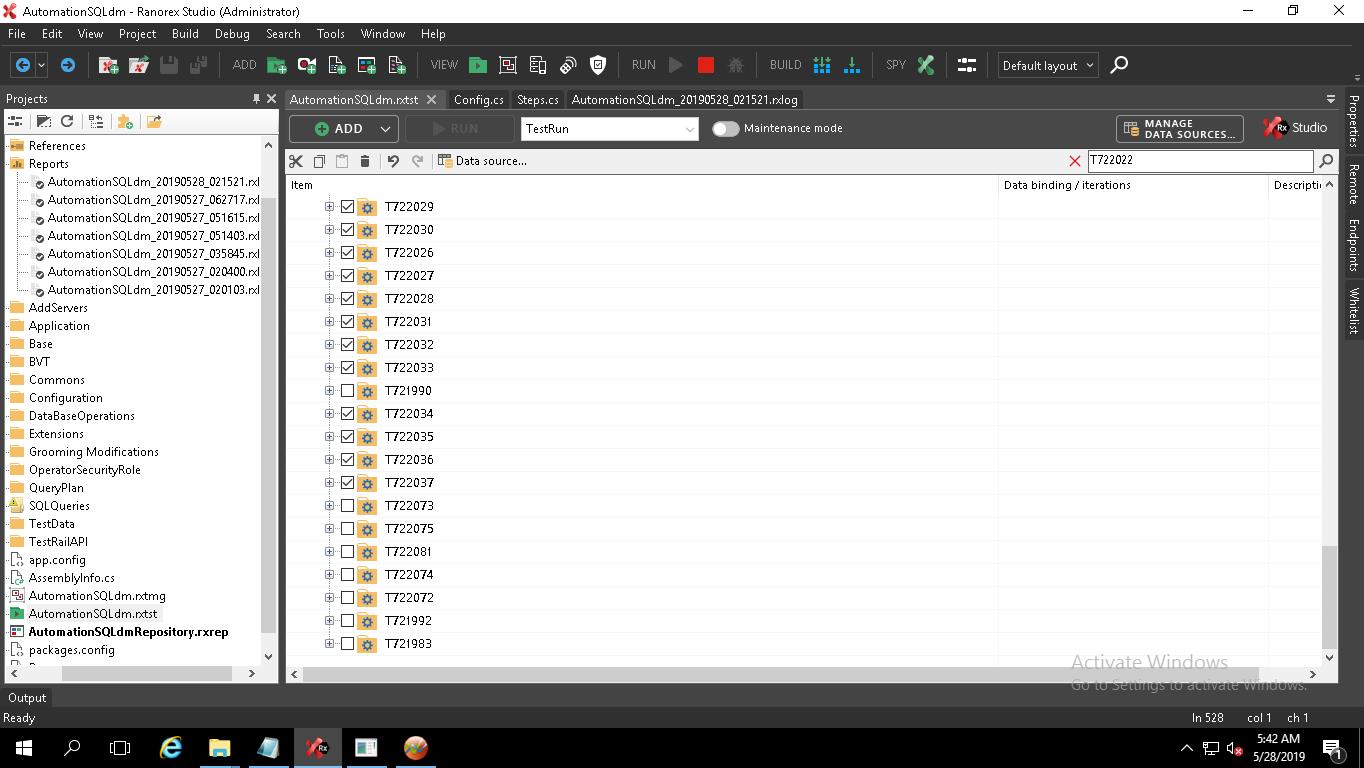 AutomationSQLdm - Ranorex Studio (Administrator)
File Edit View Project Build Debug Search Tools Window Help
ADD VIEW RUN BUILD SPY Default layout
Projects
AutomationSQLdm.rxtst Config.cs Steps.cs AutomationSQLdm_20190528_021521.rxlog
ADD RUN TestRun Maintenance mode MANAGE DATA SOURCES... Rx Studio
Data source... T722022
Item Data binding / iterations Descripti
References
Reports
AutomationSQLdm_20190528_021521.rxl
AutomationSQLdm_20190527_062717.rxl
AutomationSQLdm_20190527_051615.rxl
AutomationSQLdm_20190527_051403.rxl
AutomationSQLdm_20190527_035845.rxl
AutomationSQLdm_20190527_020400.rxl
AutomationSQLdm_20190527_020103.rxl
AddServers
Application
Base
BVT
Commons
Configuration
DataBaseOperations
Extensions
Grooming Modifications
OperatorSecurityRole
QueryPlan
SQLQueries
TestData
TestRailAPI
app.config
AssemblyInfo.cs
AutomationSQLdm.rxtmg
AutomationSQLdm.rxtst
AutomationSQLdmRepository.rxrep
packages.config
T722029
T722030
T722026
T722027
T722028
T722031
T722032
T722033
T721990
T722034
T722035
T722036
T722037
T722073
T722075
T722081
T722074
T722072
T721992
T721983
Properties
Remote
Endpoints
Whitelist
Activate Windows
Go to Settings to activate Windows.
Output
Ready ln 528 col 1 ch 1
Rx
5:42 AM
5/28/2019
1